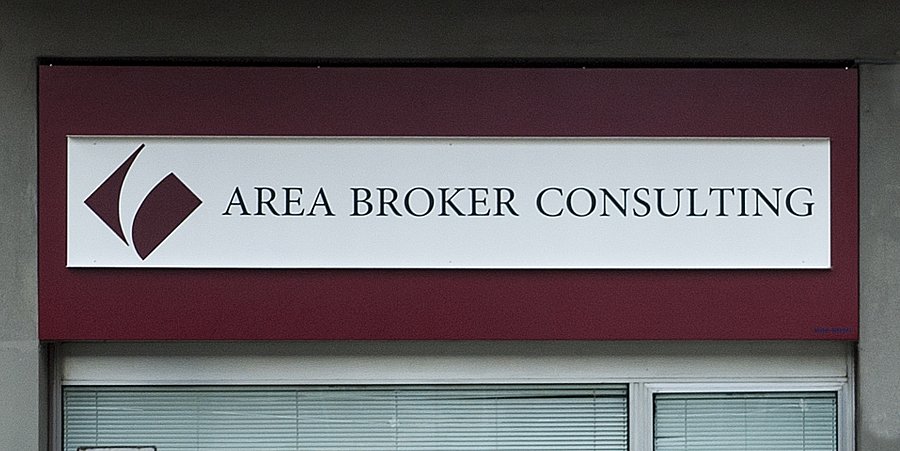 AREA BROKER CONSULTING